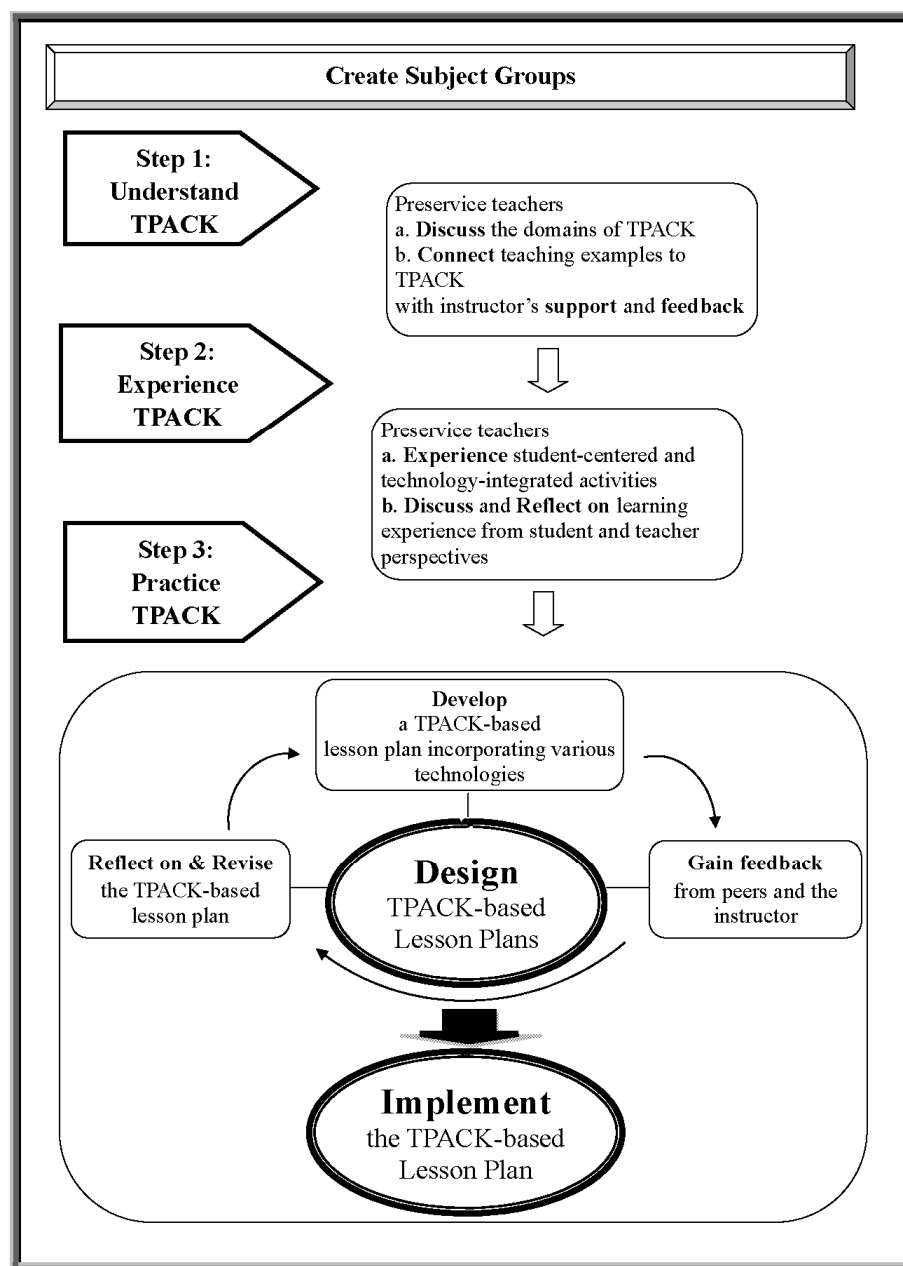 Create Subject Groups
Step 1:
Understand
TPACK
Preservice teachers
a. Discuss the domains of TPACK
b. Connect teaching examples to
TPACK
with instructor's support and feedback
Step 2:
Experience
TPACK
Preservice teachers
a. Experience student-centered and
technology-integrated activities
b. Discuss and Reflect on learning
experience from student and teacher
perspectives
Step 3:
Practice
TPACK
Develop
a TPACK-based
lesson plan incorporating various
technologies
Reflect on & Revise
the TPACK-based
lesson plan
Design
TPACK-based
Lesson Plans
Gain feedback
from peers and the
instructor
Implement
the TPACK-based
Lesson Plan